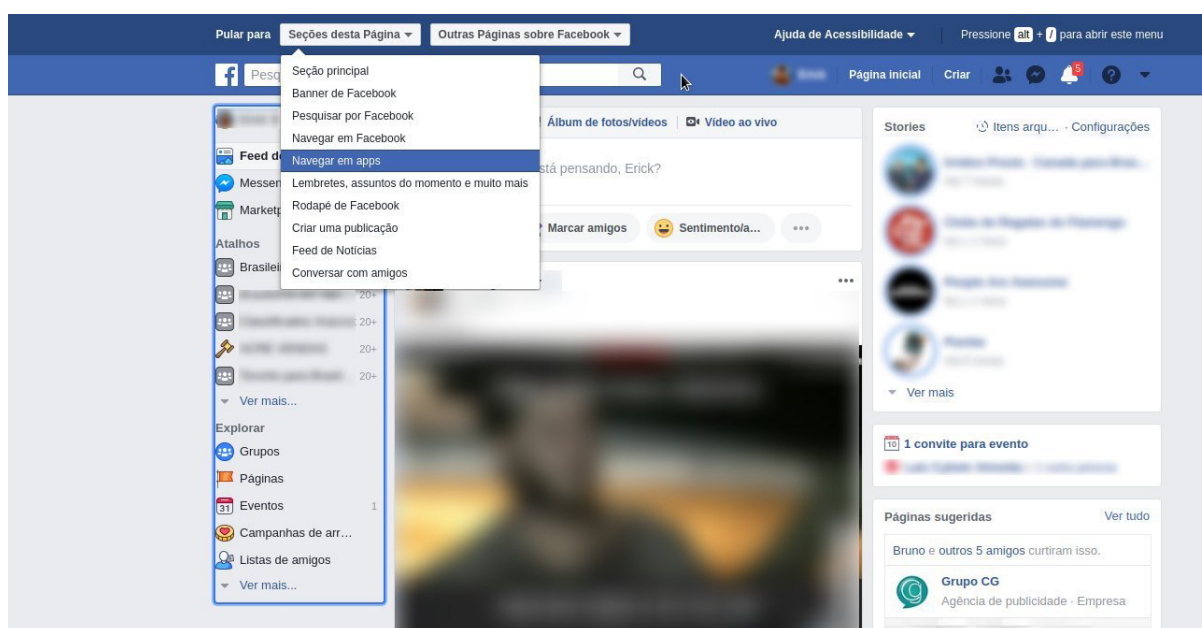 Pular para Seções desta Página Outras Páginas sobre Facebook Ajuda de Acessibilidade Pressione alt + / para abrir este menu
f Pesq Página inicial Criar 5
Seção principal
Banner de Facebook
Pesquisar por Facebook
Navegar em Facebook
Navegar em apps
Lembretes, assuntos do momento e muito mais
Rodapé de Facebook
Criar uma publicação
Feed de Notícias
Conversar com amigos
Feed d
Messen
Marketp
Atalhos
Brasilei
20+
20+
20+
20+
Ver mais...
Explorar
Grupos
Páginas
31 Eventos 1
Campanhas de arr...
Listas de amigos
Ver mais...
Álbum de fotos/vídeos Vídeo ao vivo
stá pensando, Erick?
Marcar amigos Sentimento/a...
Stories Itens arqu... · Configurações
Ver mais
10 1 convite para evento
Páginas sugeridas Ver tudo
Bruno e outros 5 amigos curtiram isso.
Grupo CG
Agência de publicidade · Empresa